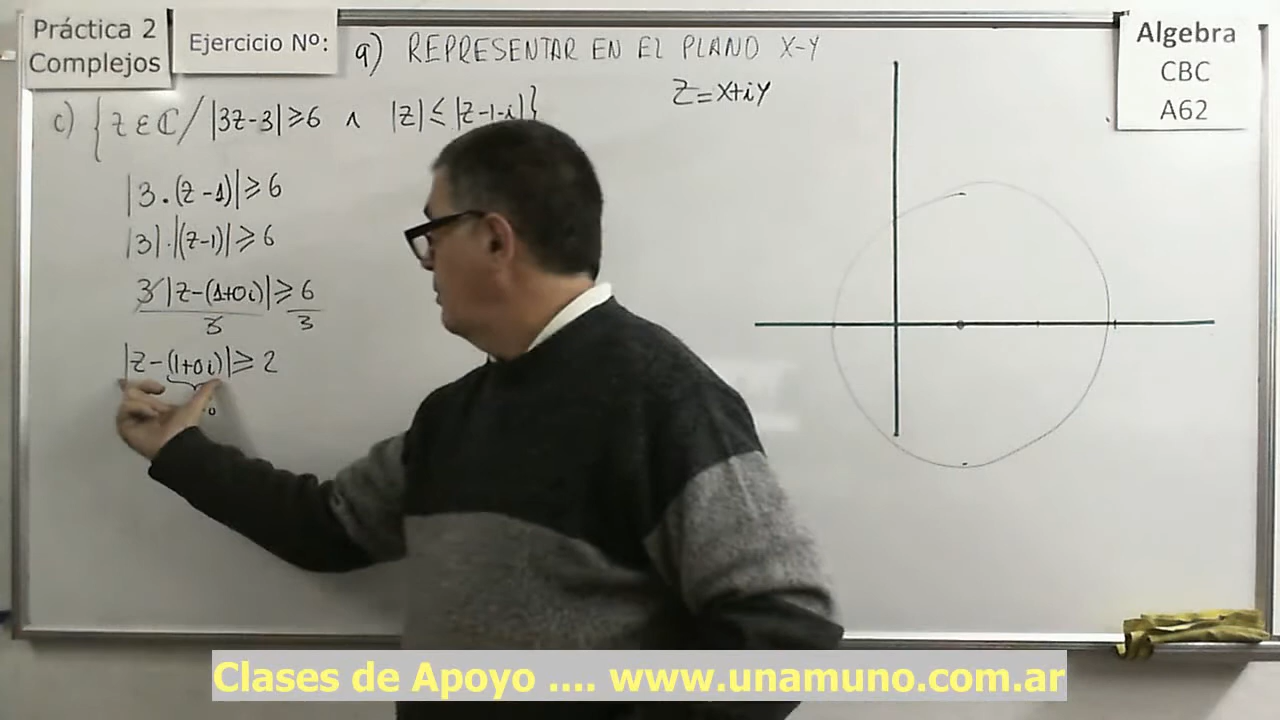 Práctica 2
Complejos
Ejercicio Nº:
a) REPRESENTAR EN EL PLANO X-Y
Algebra
CBC
A62
Z=X+iY
c) {Z ∈ ℂ / |3Z-3|≥6 ∧ |Z| ≤ |Z-1-i|}
|3.(Z-1)|≥6
|3|.|(Z-1)|≥6
3|Z-(1+0i)|≥6
3 3
|Z-(1+0i)|≥2
Clases de Apoyo .... www.unamuno.com.ar